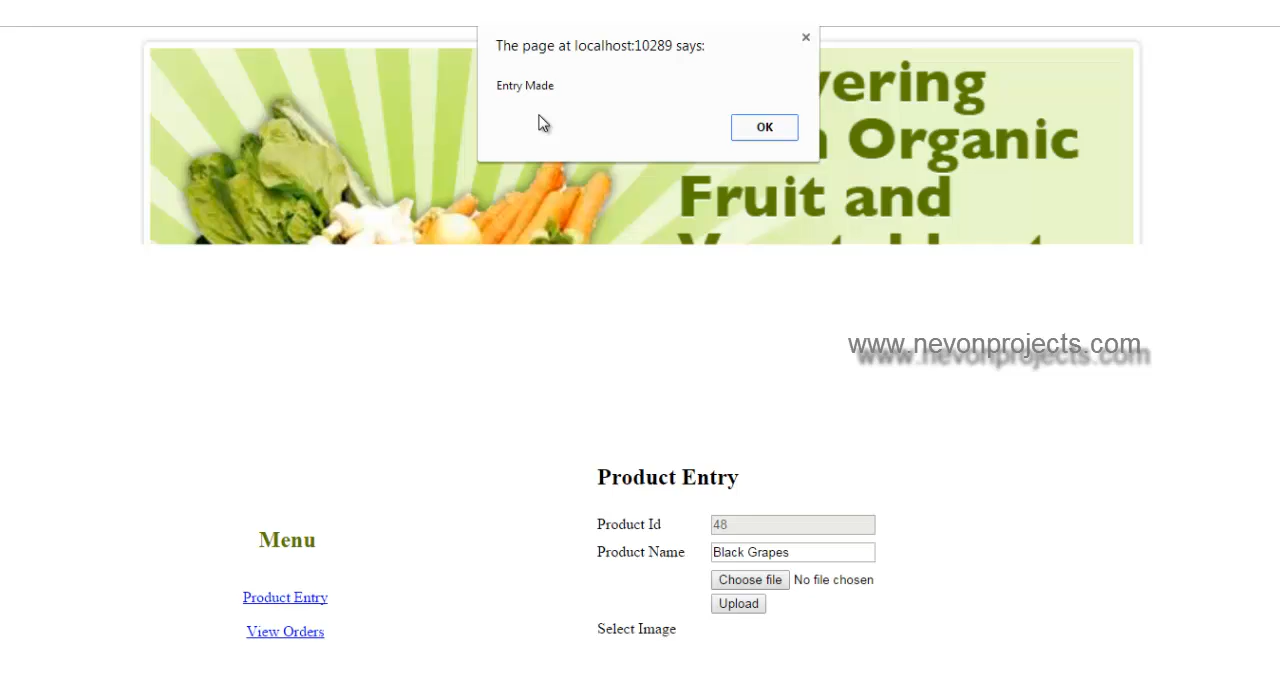 The page at localhost:10289 says:
×
Entry Made
OK
vering
Organic
Fruit and
www.nevonprojects.com
Product Entry
Product Id 48
Product Name Black Grapes
Choose file No file chosen
Upload
Select Image
Menu
Product Entry
View Orders